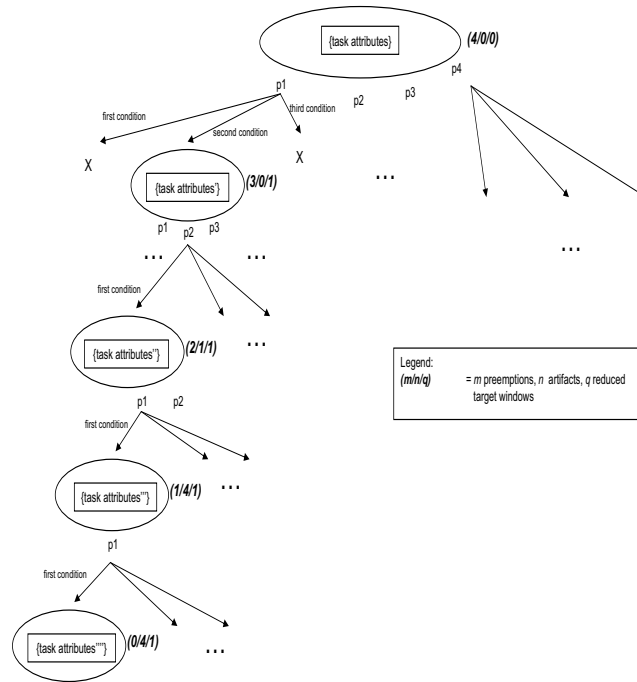 {task attributes}
(4/0/0)
p1
p2
p3
p4
first condition
second condition
third condition
X
X
{task attributes'}
(3/0/1)
...
p1
p2
p3
...
...
...
first condition
{task attributes''}
(2/1/1)
...
Legend:
(m/n/q) = m preemptions, n artifacts, q reduced
target windows
p1
p2
first condition
{task attributes'''}
(1/4/1)
...
p1
first condition
{task attributes''''}
(0/4/1)
...